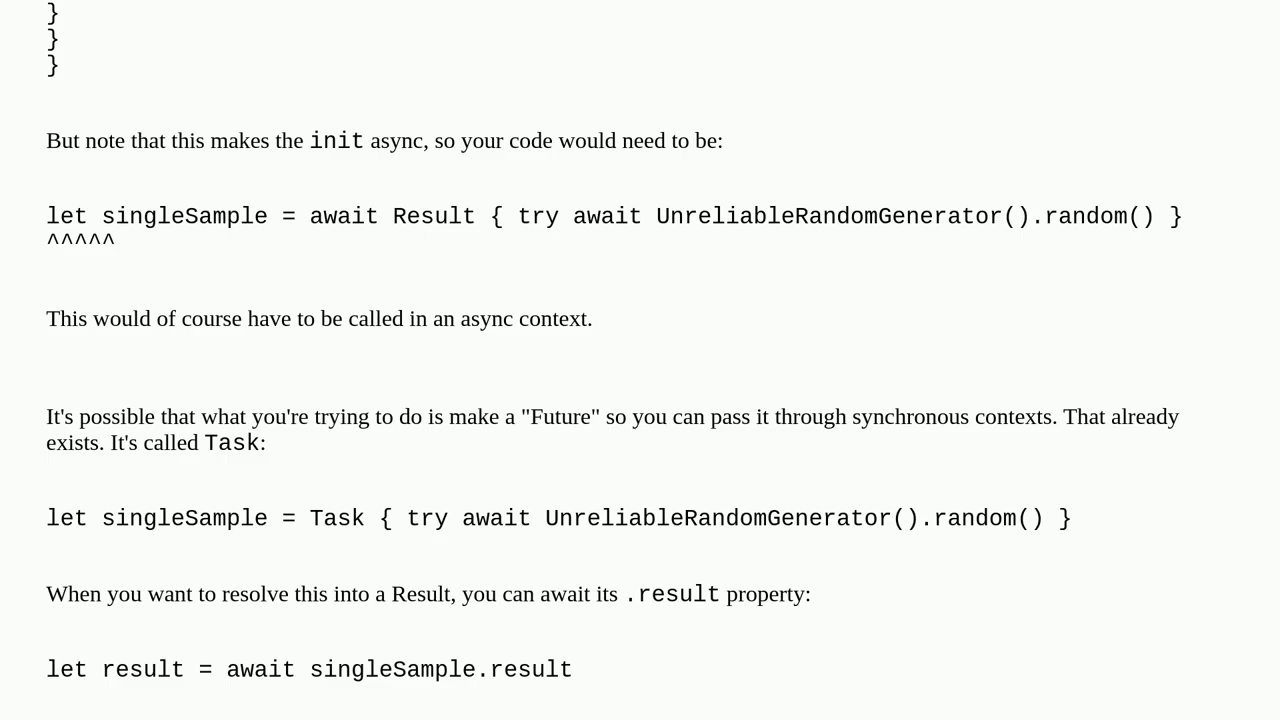 }
}
}
But note that this makes the init async, so your code would need to be:
let singleSample = await Result { try await UnreliableRandomGenerator().random() }
^^^^^
This would of course have to be called in an async context.
It's possible that what you're trying to do is make a "Future" so you can pass it through synchronous contexts. That already
exists. It's called Task:
let singleSample = Task { try await UnreliableRandomGenerator().random() }
When you want to resolve this into a Result, you can await its .result property:
let result = await singleSample.result